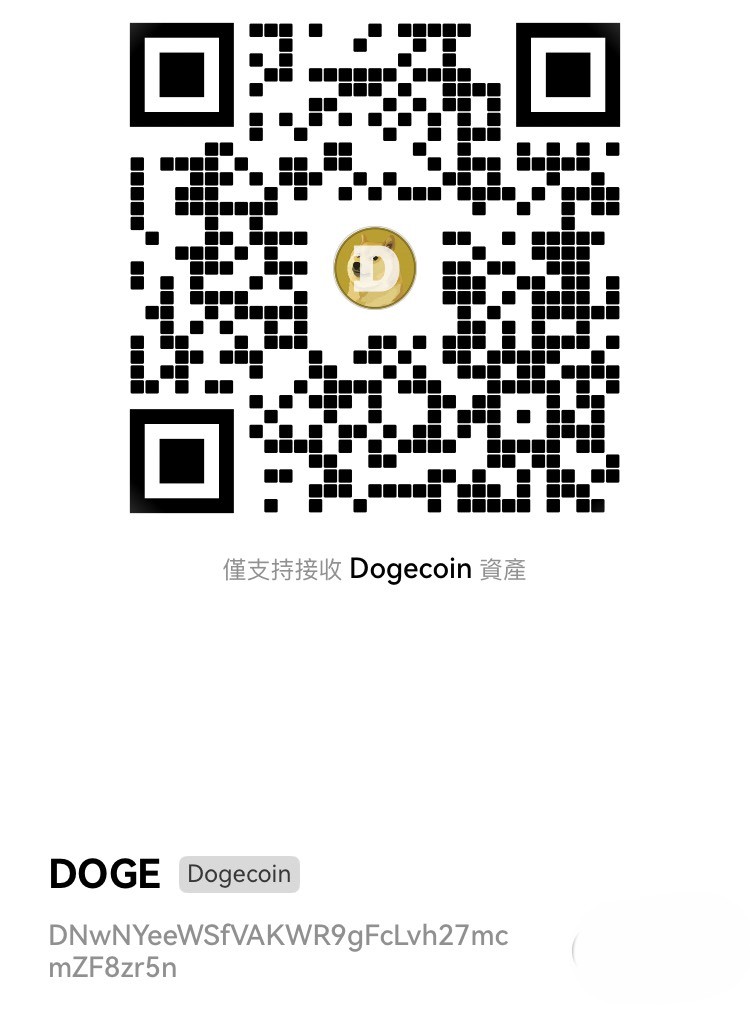 D
僅支持接收 Dogecoin 資產
DOGE Dogecoin
DNwNYeeWSfVAKWR9gFcLvh27mc
mZF8zr5n